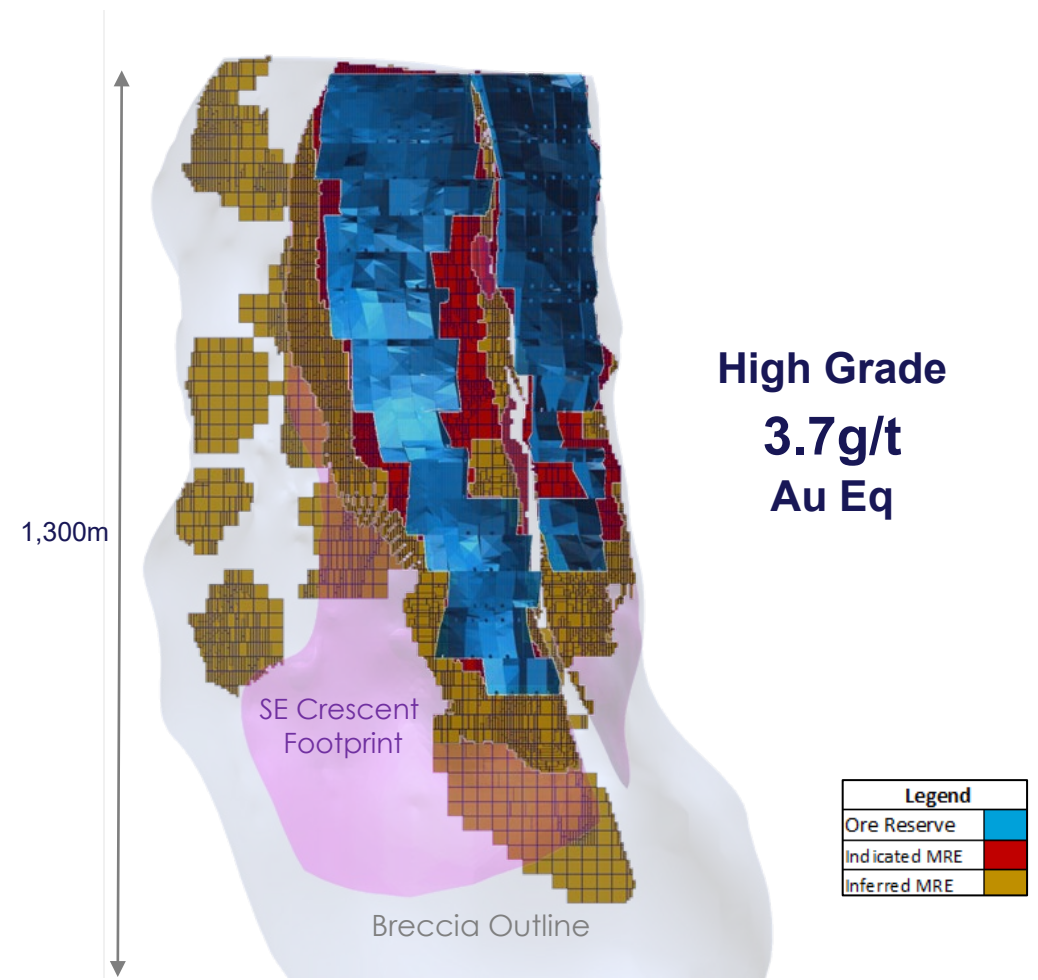 High Grade
3.7g/t
Au Eq
1,300m
SE Crescent
Footprint
Breccia Outline
Legend
Ore Reserve
Indicated MRE
Inferred MRE